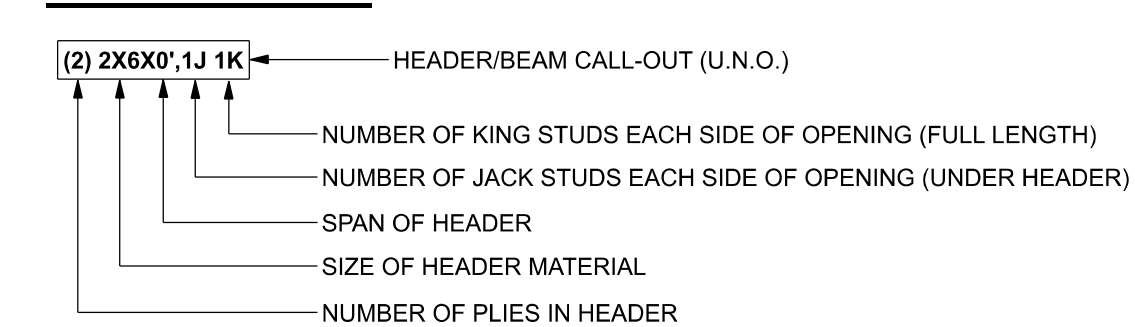 (2) 2X6X0',1J 1K
HEADER/BEAM CALL-OUT (U.N.O.)
NUMBER OF KING STUDS EACH SIDE OF OPENING (FULL LENGTH)
NUMBER OF JACK STUDS EACH SIDE OF OPENING (UNDER HEADER)
SPAN OF HEADER
SIZE OF HEADER MATERIAL
NUMBER OF PLIES IN HEADER